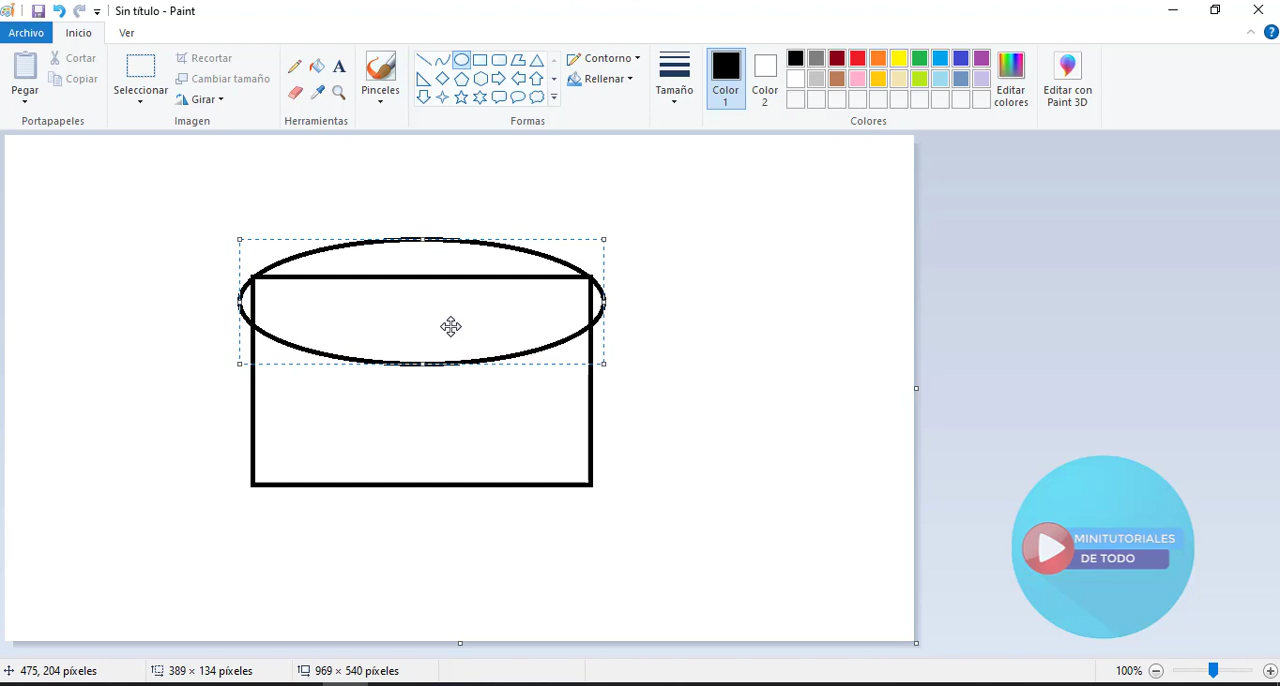 Sin título - Paint
Archivo Inicio Ver
Pegar
Cortar
Copiar
Portapapeles
Seleccionar
Recortar
Cambiar tamaño
Girar
Imagen
A
Herramientas
Pinceles
Contorno
Rellenar
Formas
Tamaño
Color
1
Color
2
Editar
colores
Colores
Editar con
Paint 3D
?
MINITUTORIALES
DE TODO
475, 204 píxeles 389 × 134 píxeles 969 × 540 píxeles 100%